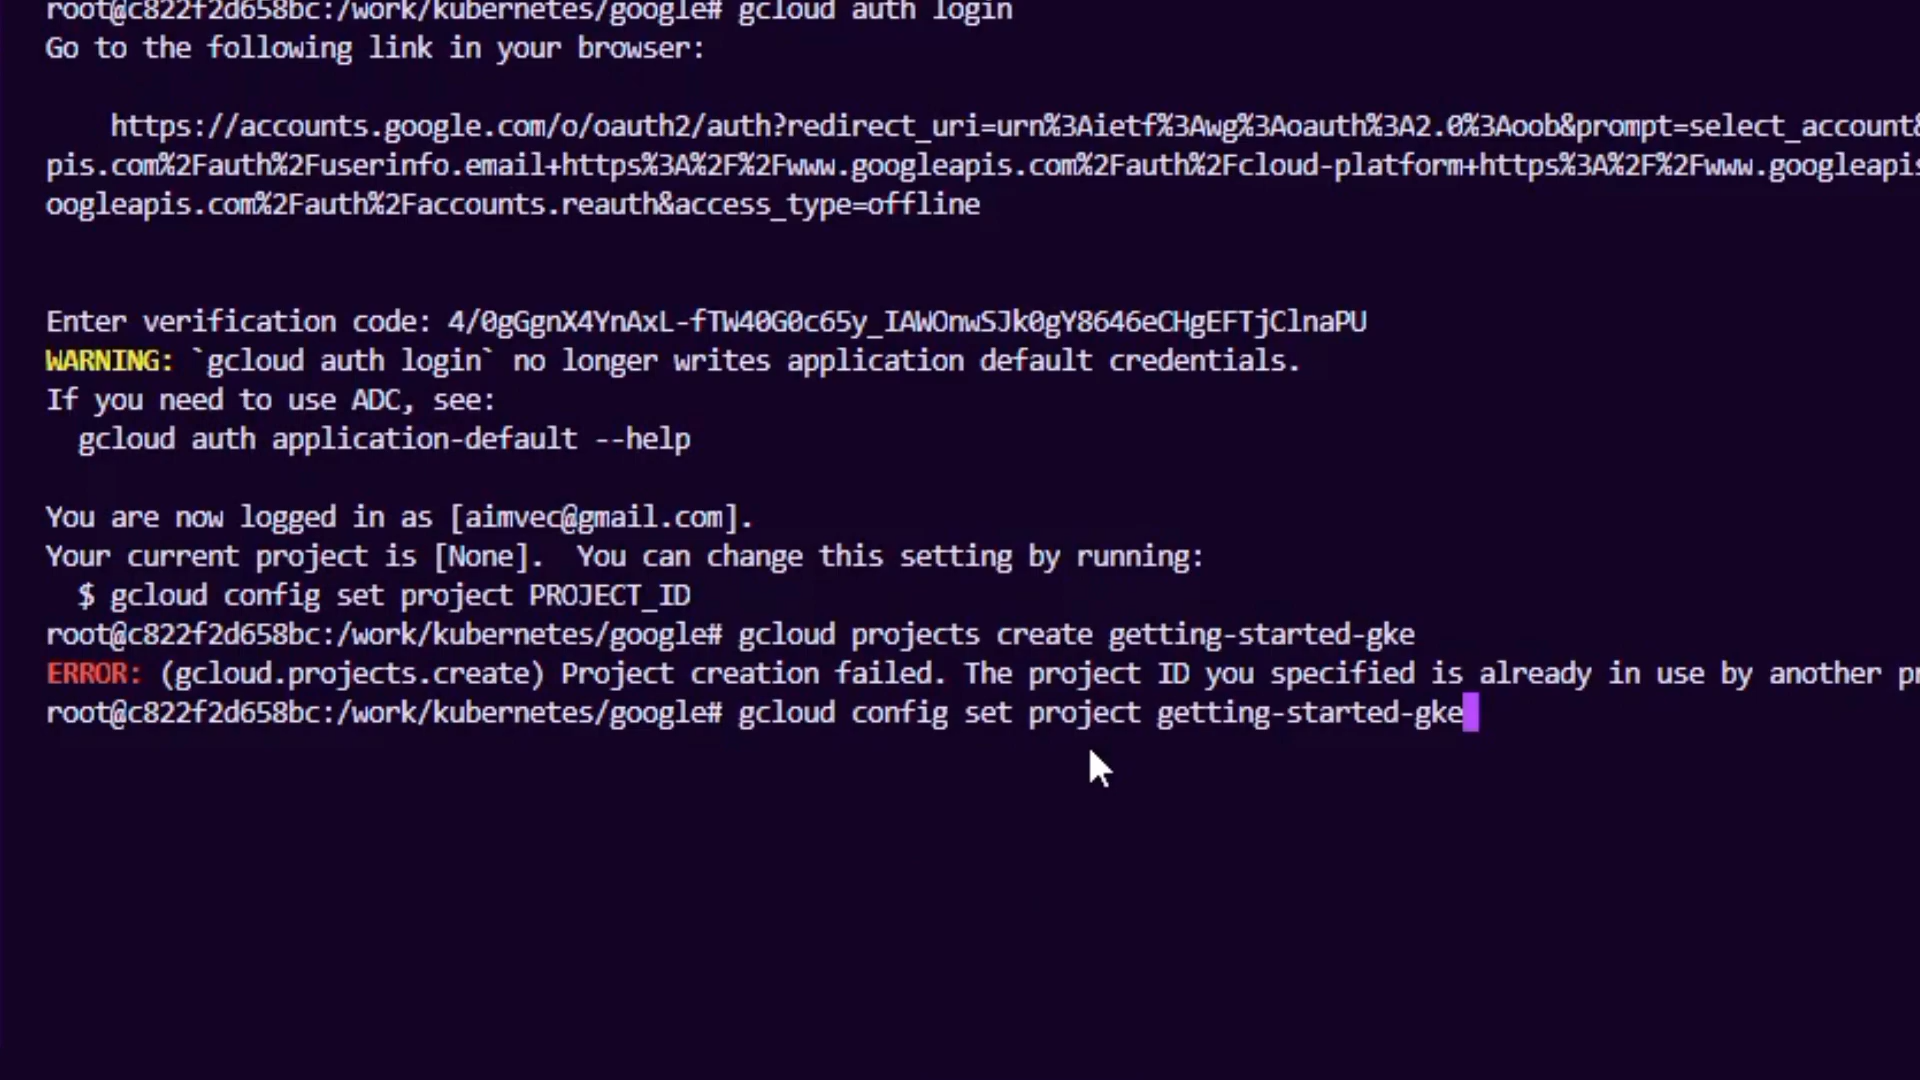 root@c822f2d658bc:/work/kubernetes/google# gcloud auth login
Go to the following link in your browser:
https://accounts.google.com/o/oauth2/auth?redirect_uri=urn%3Aietf%3Awg%3Aoauth%3A2.0%3Aoob&prompt=select_account&
pis.com%2Fauth%2Fuserinfo.email+https%3A%2F%2Fwww.googleapis.com%2Fauth%2Fcloud-platform+https%3A%2F%2Fwww.googleapis
oogleapis.com%2Fauth%2Faccounts.reauth&access_type=offline
Enter verification code: 4/0gGgnX4YnAxL-fTW40G0c65y_IAWOnwSJk0gY8646eCHgEFTjClnaPU
WARNING: `gcloud auth login` no longer writes application default credentials.
If you need to use ADC, see:
gcloud auth application-default --help
You are now logged in as [aimvec@gmail.com].
Your current project is [None].  You can change this setting by running:
$ gcloud config set project PROJECT_ID
root@c822f2d658bc:/work/kubernetes/google# gcloud projects create getting-started-gke
ERROR: (gcloud.projects.create) Project creation failed. The project ID you specified is already in use by another pr
root@c822f2d658bc:/work/kubernetes/google# gcloud config set project getting-started-gke